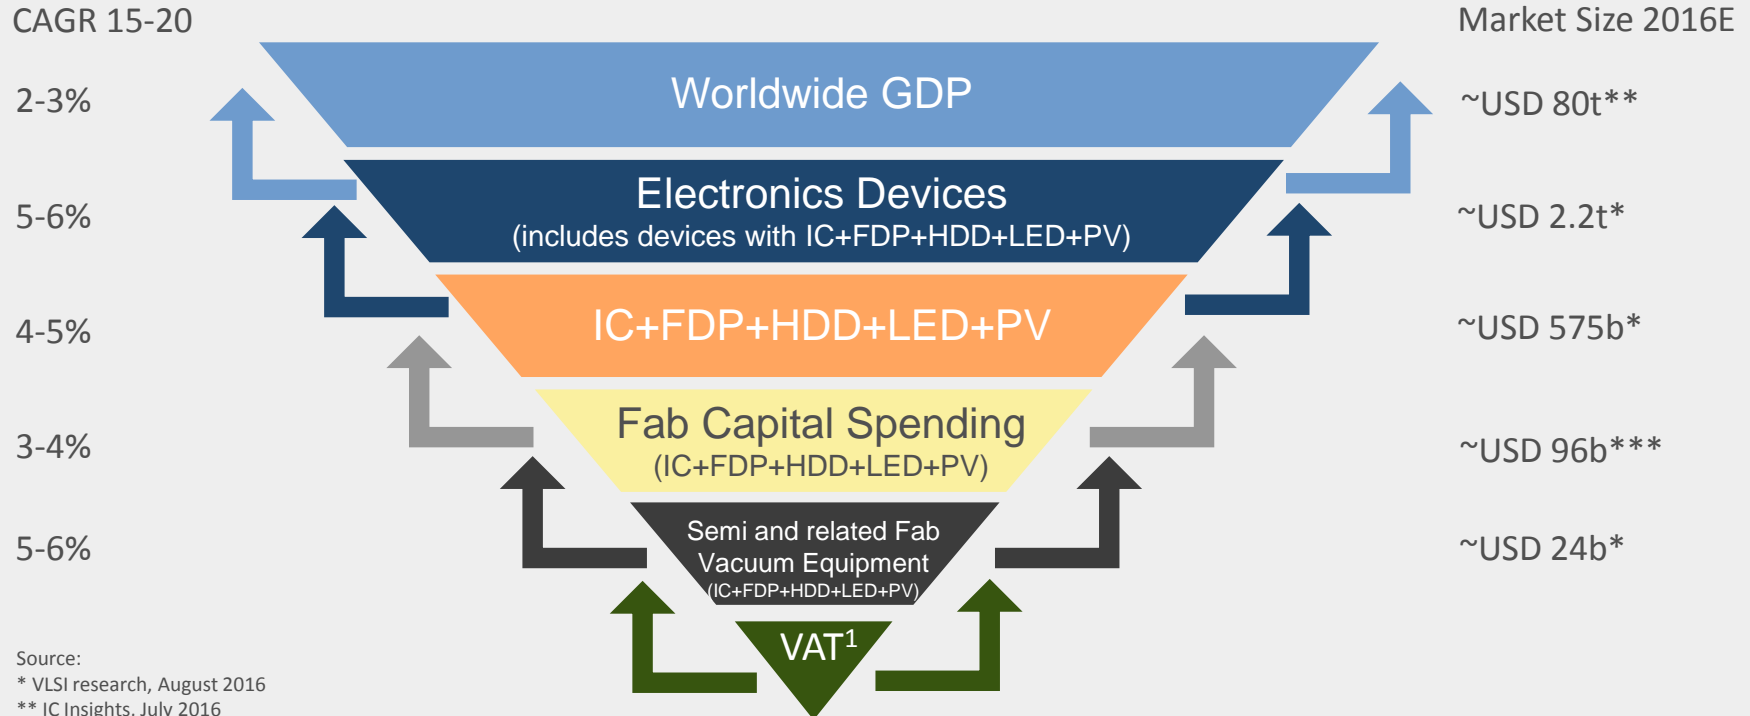 CAGR 15-20
Market Size 2016E
Worldwide GDP
2-3%
~USD 80t**
Electronics Devices
(includes devices with IC+FDP+HDD+LED+PV)
5-6%
~USD 2.2t*
IC+FDP+HDD+LED+PV
4-5%
~USD 575b*
Fab Capital Spending
(IC+FDP+HDD+LED+PV)
3-4%
~USD 96b***
Semi and related Fab
Vacuum Equipment
(IC+FDP+HDD+LED+PV)
5-6%
~USD 24b*
VAT1
Source:
* VLSI research, August 2016
** IC Insights, July 2016